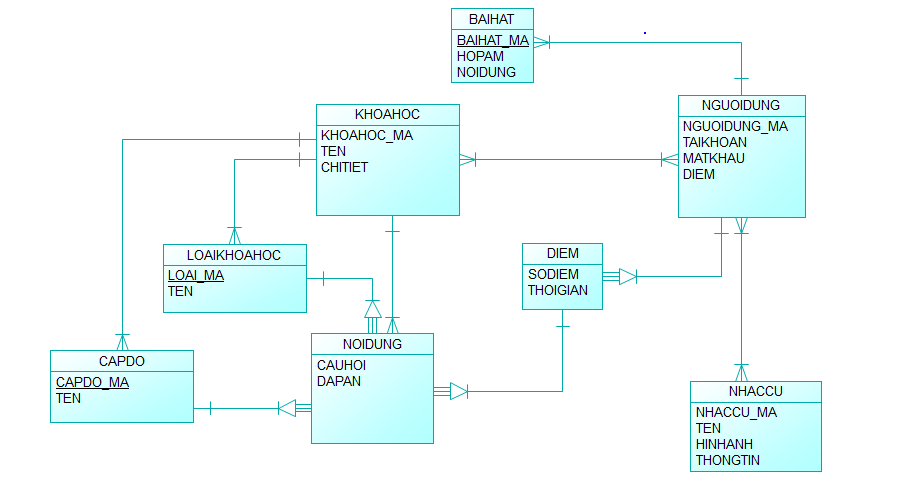 BAIHAT
BAIHAT_MA
HOPAM
NOIDUNG
NGUOIDUNG
NGUOIDUNG_MA
TAIKHOAN
MATKHAU
DIEM
KHOAHOC
KHOAHOC_MA
TEN
CHITIET
LOAIKHOAHOC
LOAI_MA
TEN
DIEM
SODIEM
THOIGIAN
NOIDUNG
CAUHOI
DAPAN
CAPDO
CAPDO_MA
TEN
NHACCU
NHACCU_MA
TEN
HINHANH
THONGTIN